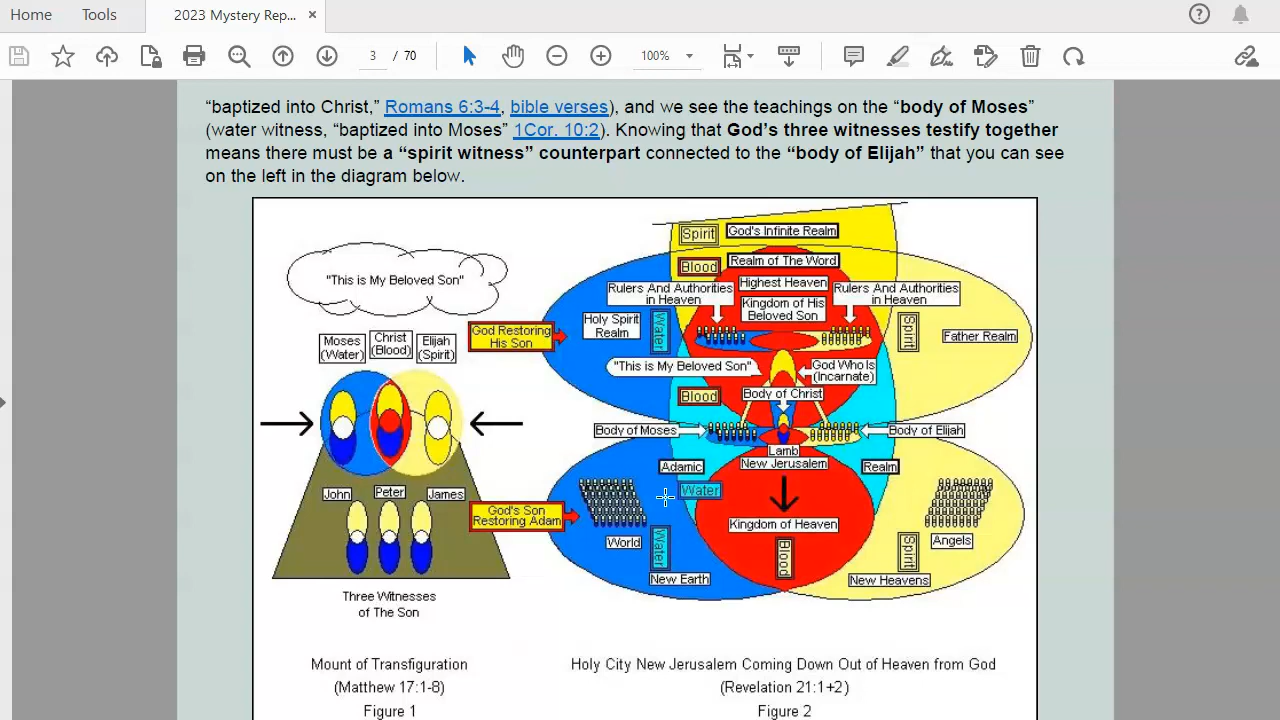 Home
Tools
2023 Mystery Rep... ×
3 / 70
100%
“baptized into Christ,” Romans 6:3-4, bible verses), and we see the teachings on the “body of Moses”
(water witness, “baptized into Moses” 1Cor. 10:2). Knowing that God’s three witnesses testify together
means there must be a “spirit witness” counterpart connected to the “body of Elijah” that you can see
on the left in the diagram below.
"This is My Beloved Son"
Moses
(Water)
Christ
(Blood)
Elijah
(Spirit)
John
Peter
James
Three Witnesses
of The Son
Mount of Transfiguration
(Matthew 17:1-8)
Figure 1
God Restoring
His Son
God's Son
Restoring Adam
Spirit
God's Infinite Realm
Blood
Realm of The Word
Highest Heaven
Rulers And Authorities
in Heaven
Kingdom of His
Beloved Son
Rulers And Authorities
in Heaven
Holy Spirit
Realm
Water
Spirit
Father Realm
"This is My Beloved Son"
God Who Is
(Incarnate)
Blood
Body of Christ
Body of Moses
Body of Elijah
Lamb
New Jerusalem
Adamic
Realm
Water
Kingdom of Heaven
World
Water
Blood
Spirit
Angels
New Earth
New Heavens
Holy City New Jerusalem Coming Down Out of Heaven from God
(Revelation 21:1+2)
Figure 2